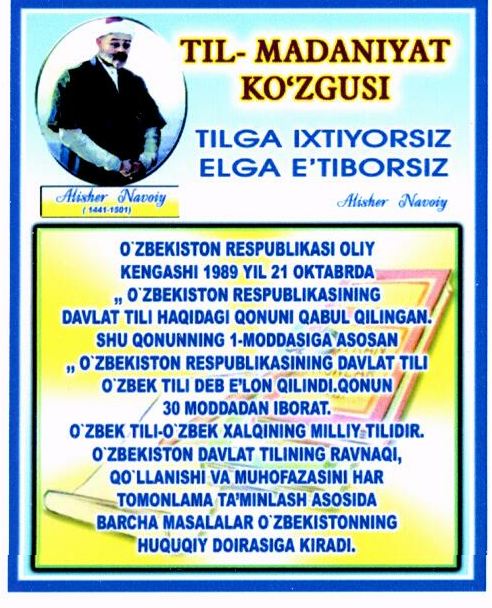 TIL- MADANIYAT
KO‘ZGUSI
TILGA IXTIYORSIZ
ELGA E’TIBORSIZ
Alisher Navoiy
Alisher Navoiy
( 1441-1501)
O`ZBEKISTON RESPUBLIKASI OLIY
KENGASHI 1989 YIL 21 OKTABRDA
„ O`ZBEKISTON RESPUBLIKASINING
DAVLAT TILI HAQIDAGI QONUNI QABUL QILINGAN.
SHU QONUNNING 1-MODDASIGA ASOSAN
„ O`ZBEKISTON RESPUBLIKASINING DAVLAT TILI
O`ZBEK TILI DEB E’LON QILINDI.QONUN
30 MODDADAN IBORAT.
O`ZBEK TILI-O`ZBEK XALQINING MILLIY TILIDIR.
O`ZBEKISTON DAVLAT TILINING RAVNAQI,
QO`LLANISHI VA MUHOFAZASINI HAR
TOMONLAMA TA’MINLASH ASOSIDA
BARCHA MASALALAR O`ZBEKISTONNING
HUQUQIY DOIRASIGA KIRADI.